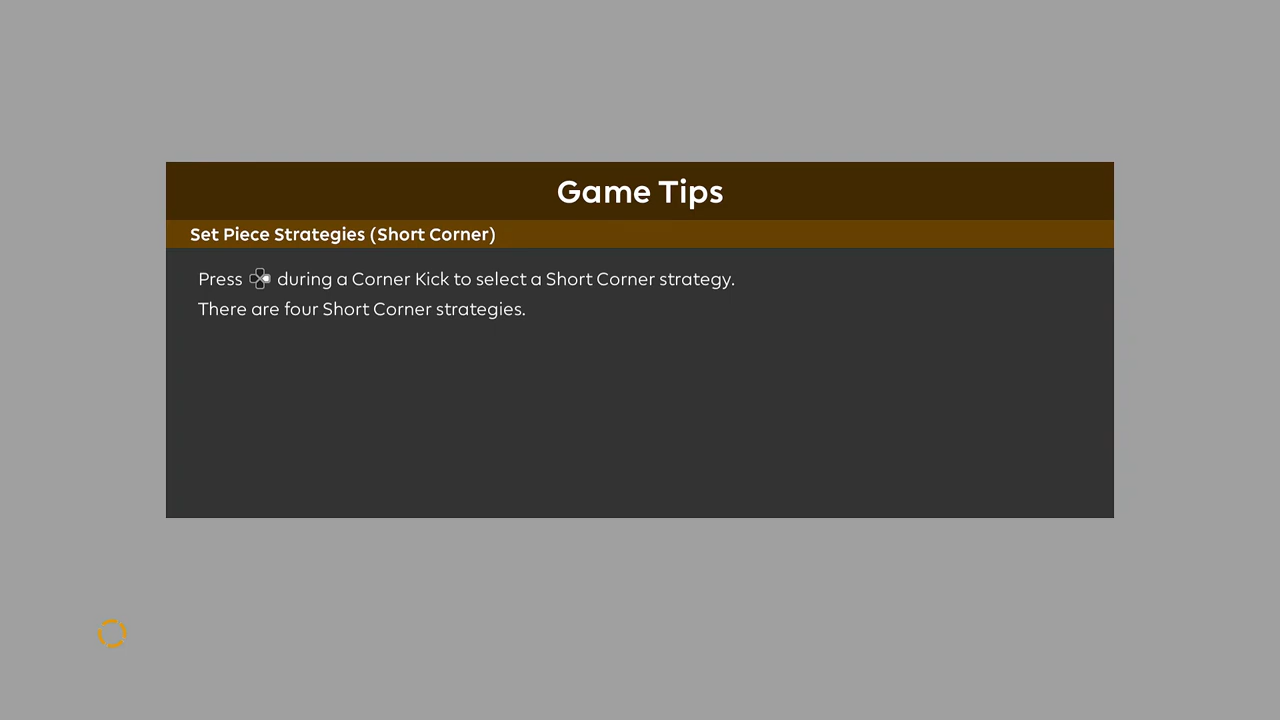 Game Tips
Set Piece Strategies (Short Corner)
Press during a Corner Kick to select a Short Corner strategy.
There are four Short Corner strategies.